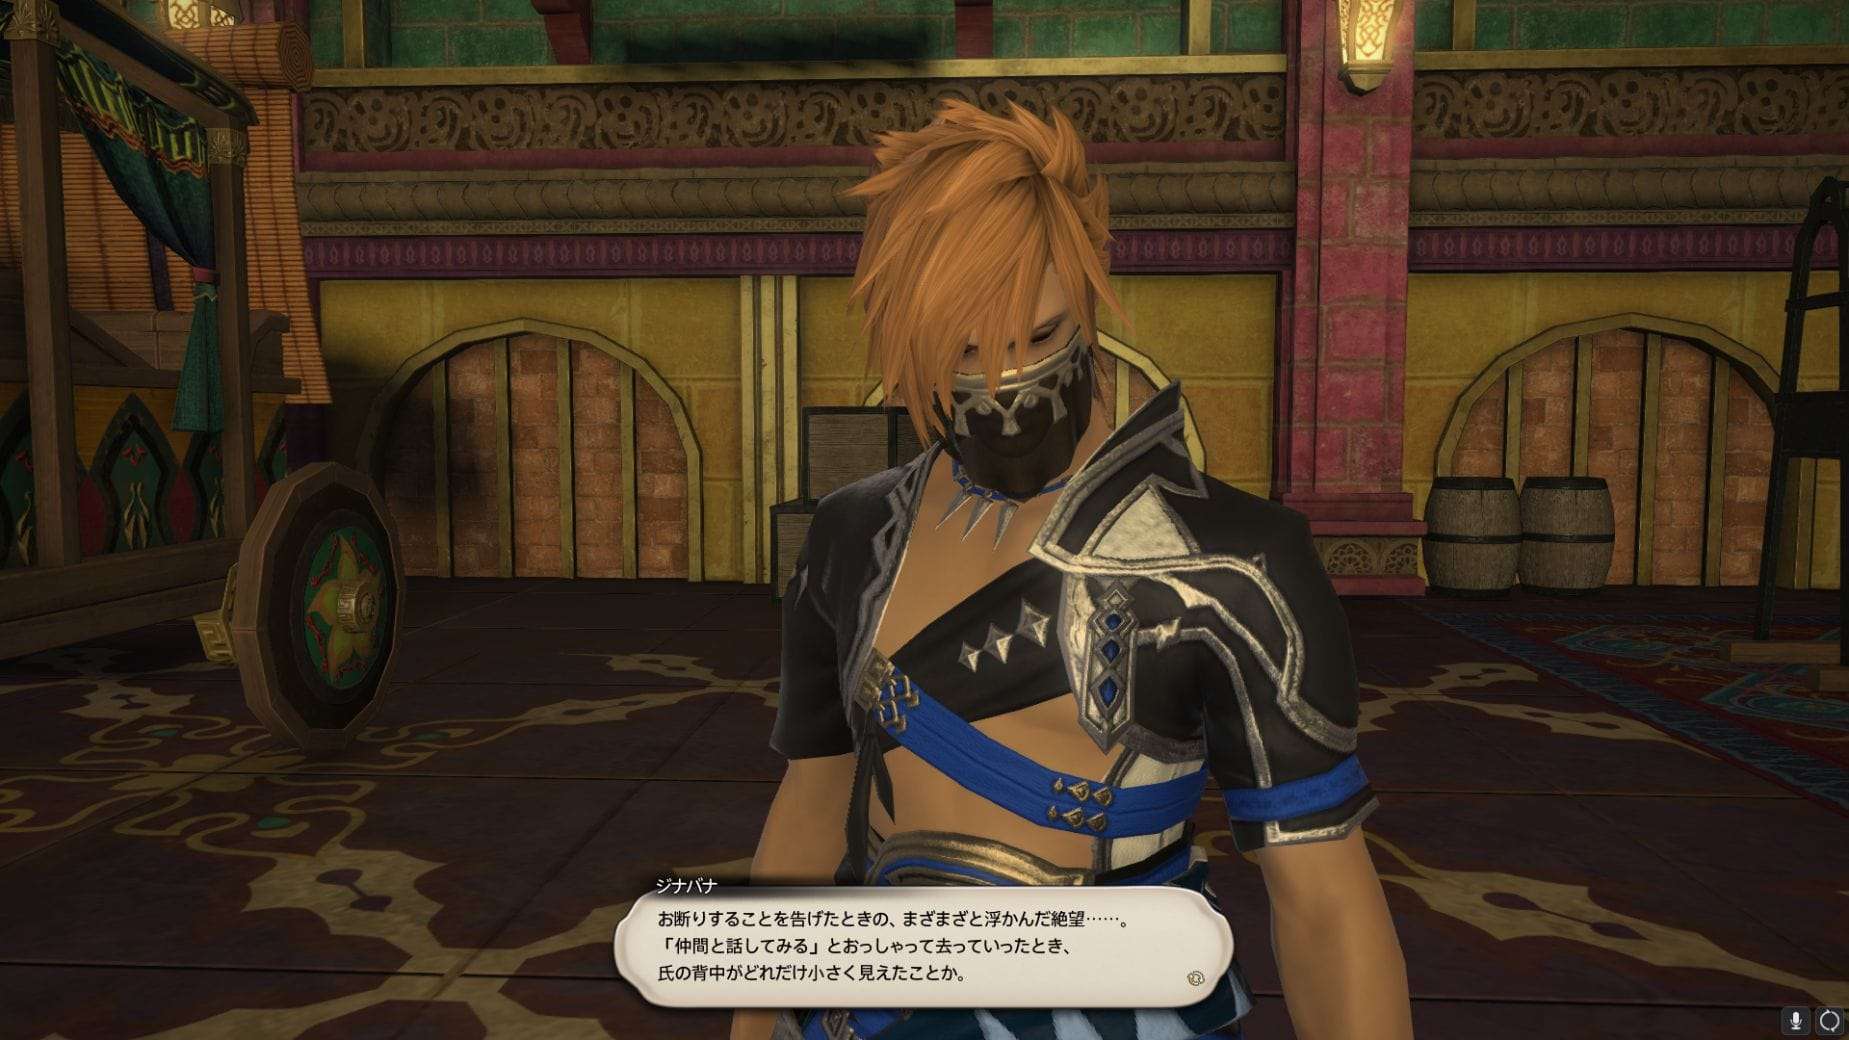 ジナバナ
お断りすることを告げたときの、まざまざと浮かんだ絶望……。
「仲間と話してみる」とおっしゃって去っていったとき、
氏の背中がどれだけ小さく見えたことか。